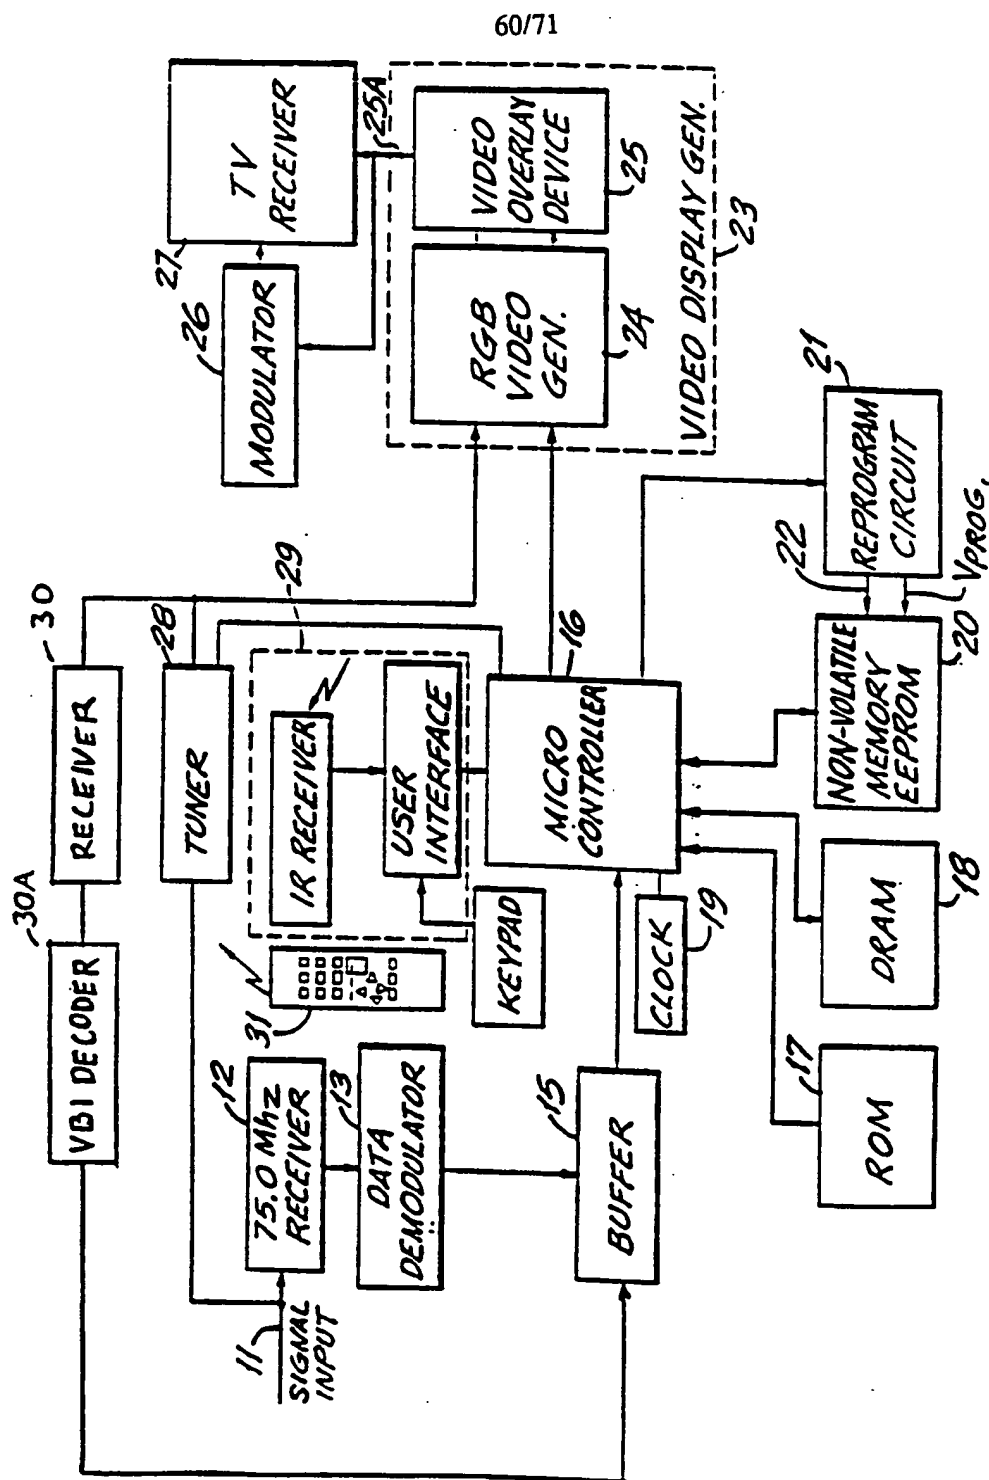 60/71
30A
VBI DECODER
RECEIVER
30
TUNER
28
12
75.0 Mhz
RECEIVER
13
DATA
DEMODULATOR
11
SIGNAL
INPUT
31
IR RECEIVER
USER
INTERFACE
29
KEYPAD
15
BUFFER
CLOCK
19
MICRO
CONTROLLER
16
17
ROM
DRAM
18
NON-VOLATILE
MEMORY
EEPROM
20
22
REPROGRAM
CIRCUIT
21
VPROG.
26
MODULATOR
27
TV
RECEIVER
25A
RGB
VIDEO
GEN.
24
VIDEO
OVERLAY
DEVICE
25
VIDEO DISPLAY GEN.
23